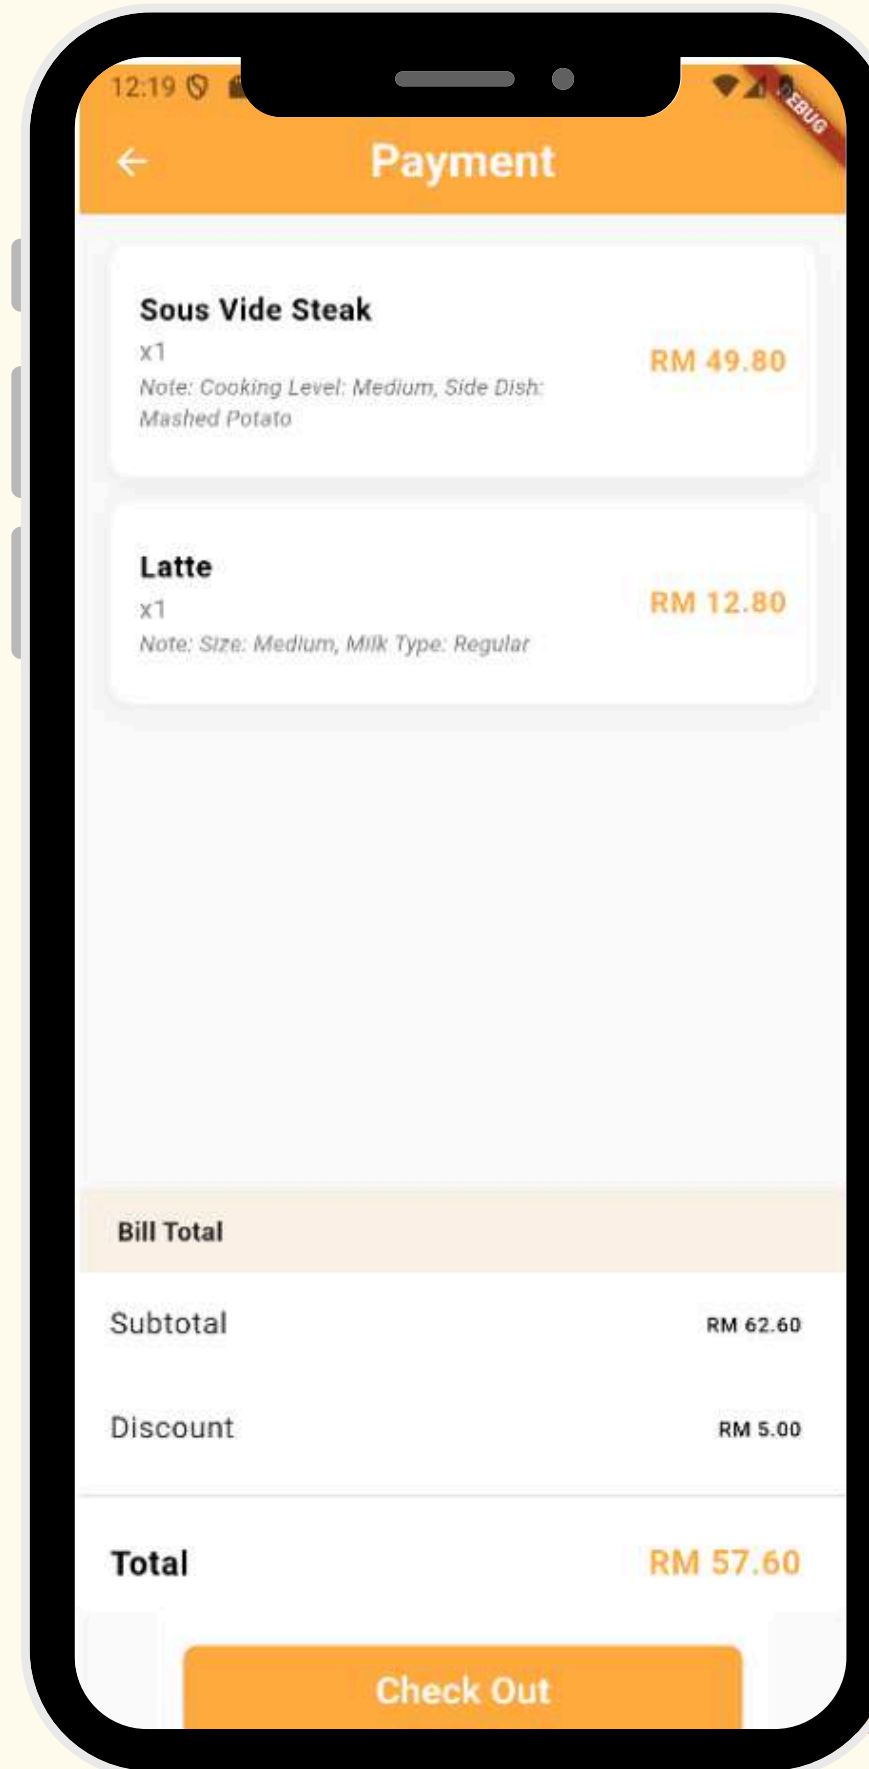 12:19
Payment
Sous Vide Steak
x1
RM 49.80
Note: Cooking Level: Medium, Side Dish:
Mashed Potato
Latte
x1
RM 12.80
Note: Size: Medium, Milk Type: Regular
Bill Total
Subtotal RM 62.60
Discount RM 5.00
Total RM 57.60
Check Out